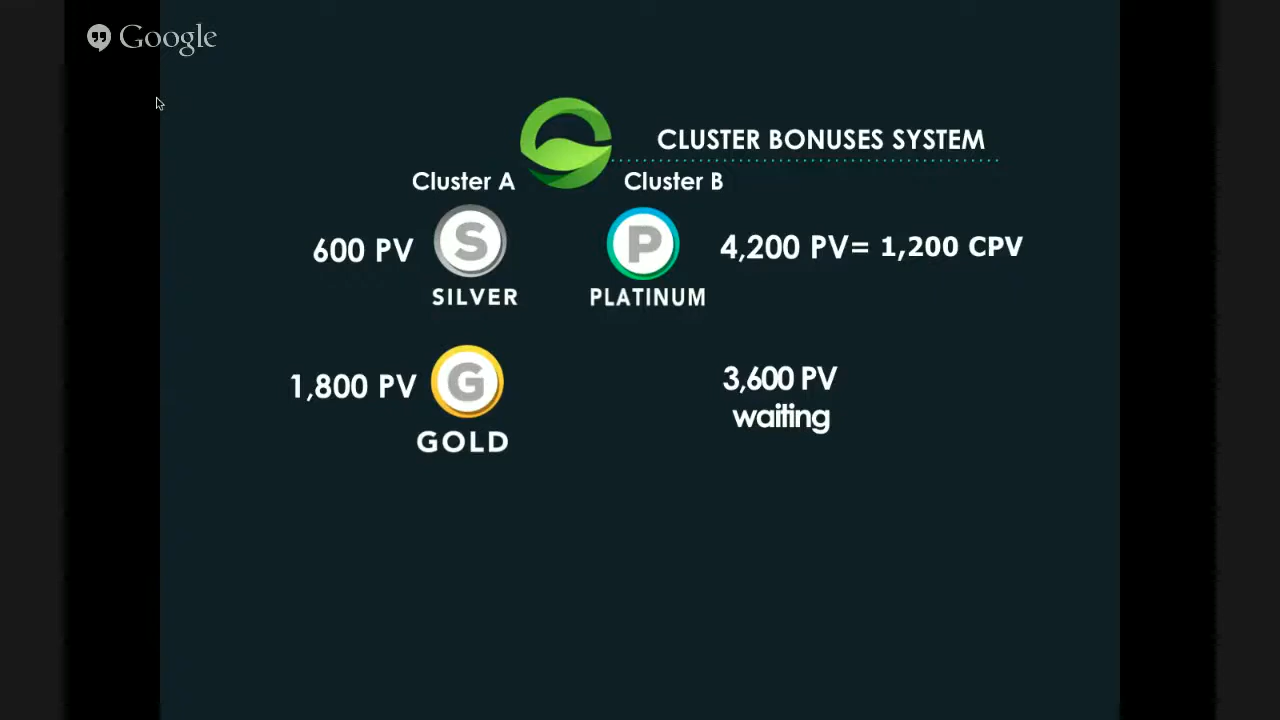 Google
CLUSTER BONUSES SYSTEM
Cluster A
Cluster B
600 PV
S
P
4,200 PV= 1,200 CPV
SILVER
PLATINUM
1,800 PV
G
3,600 PV
waiting
GOLD